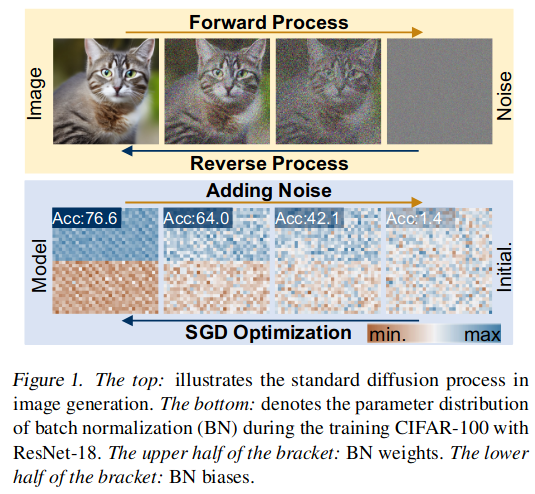 Forward Process
Image
Noise
Reverse Process
Adding Noise
Acc:76.6 Acc:64.0 Acc:42.1 Acc:1.4
Model
Initial.
SGD Optimization
min. max
Figure 1. The top: illustrates the standard diffusion process in
image generation. The bottom: denotes the parameter distribution
of batch normalization (BN) during the training CIFAR-100 with
ResNet-18. The upper half of the bracket: BN weights. The lower
half of the bracket: BN biases.